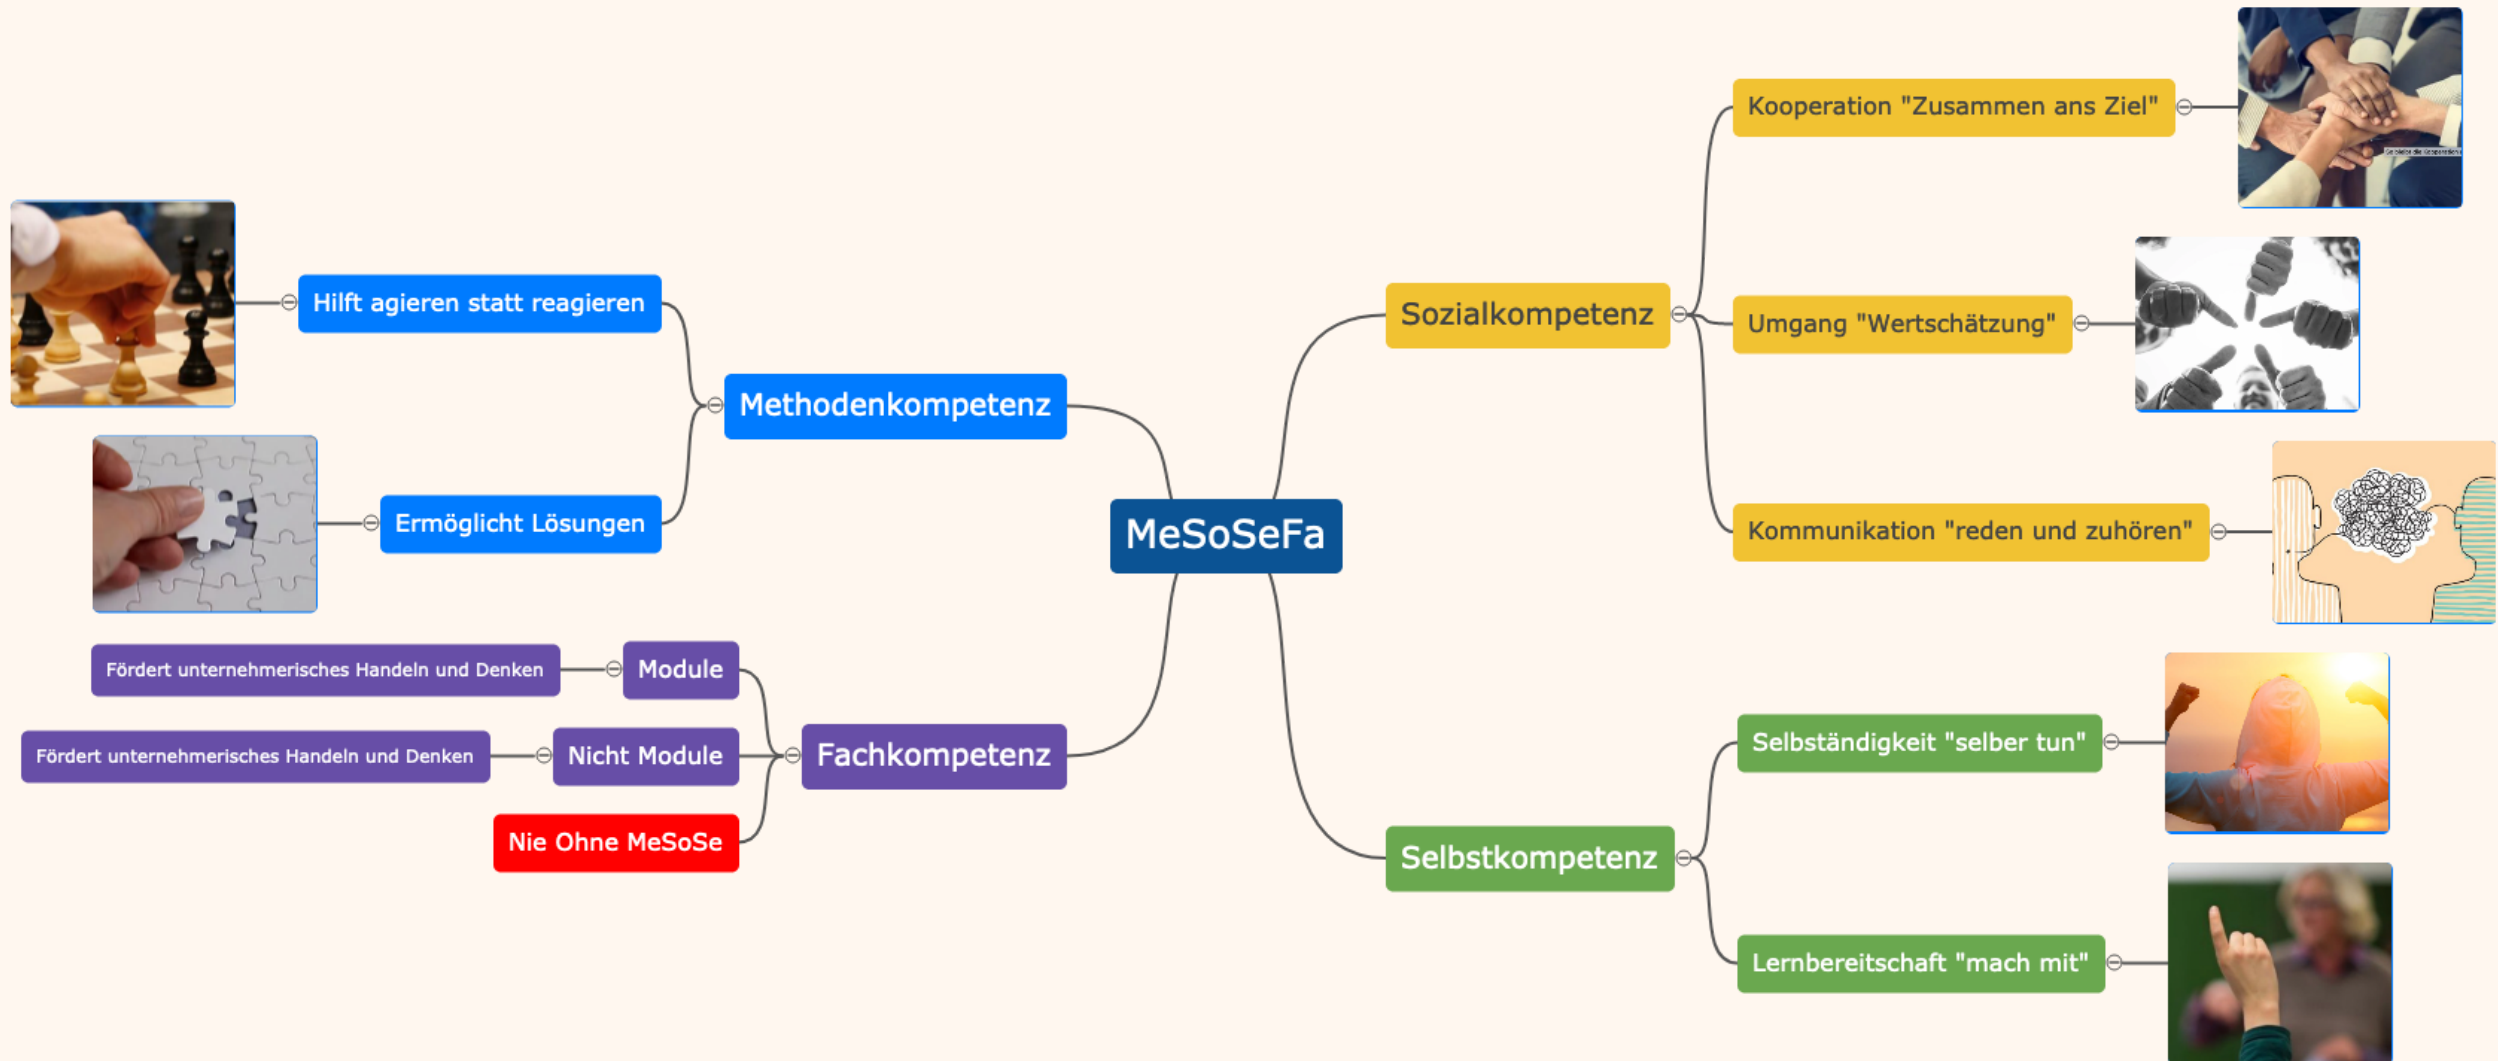 MeSoSeFa
Methodenkompetenz
Hilft agieren statt reagieren
Ermöglicht Lösungen
Fachkompetenz
Module
Fördert unternehmerisches Handeln und Denken
Nicht Module
Fördert unternehmerisches Handeln und Denken
Nie Ohne MeSoSe
Sozialkompetenz
Kooperation "Zusammen ans Ziel"
Umgang "Wertschätzung"
Kommunikation "reden und zuhören"
Selbstkompetenz
Selbständigkeit "selber tun"
Lernbereitschaft "mach mit"